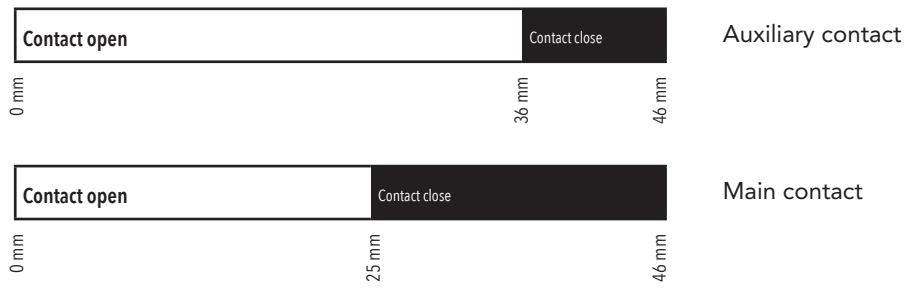 Contact open
Contact close
Auxiliary contact
0 mm
36 mm
46 mm
Contact open
Contact close
Main contact
0 mm
25 mm
46 mm